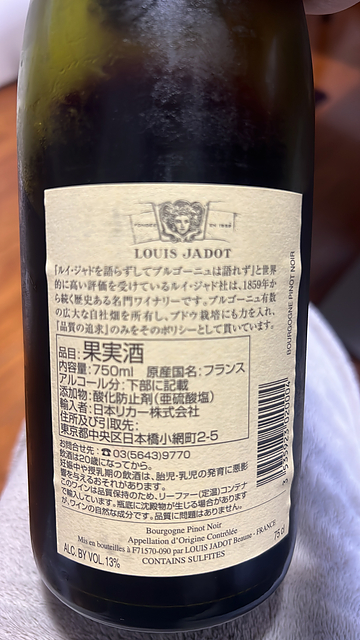 FONDÉE EN 1859
LOUIS JADOT
「ルイ・ジャドを語らずしてブルゴーニュは語れず」と世界
的に高い評価を受けているルイ・ジャド社は、1859年か
ら続く歴史ある名門ワイナリーです。ブルゴーニュ有数
の広大な自社畑を所有し、ブドウ栽培にも力を入れ、
「品質の追求」のみをそのポリシーとして貫いています。
品目:果実酒
内容量:750ml 原産国名:フランス
アルコール分:下部に記載
添加物:酸化防止剤(亜硫酸塩)
輸入者:日本リカー株式会社
住所及び引取先:
東京都中央区日本橋小網町2-5
お問合せ先:☎03(5643)9770
飲酒は20歳になってから。
妊娠中や授乳期の飲酒は、胎児・乳児の発育に悪影
響を与えるおそれがあります。
このワインは品質保持のため、リーファー(定温)コンテナ
で輸入しています。瓶底に沈殿物が生じる場合があります
が、ワインの自然な成分です。品質に問題はありません。
Bourgogne Pinot Noir
Appellation d'Origine Contrôlée
Mis en bouteilles à F71570-090 par LOUIS JADOT Beaune - FRANCE
ALC. BY VOL. 13%
CONTAINS SULFITES
75 cl
BOURGOGNE PINOT NOIR